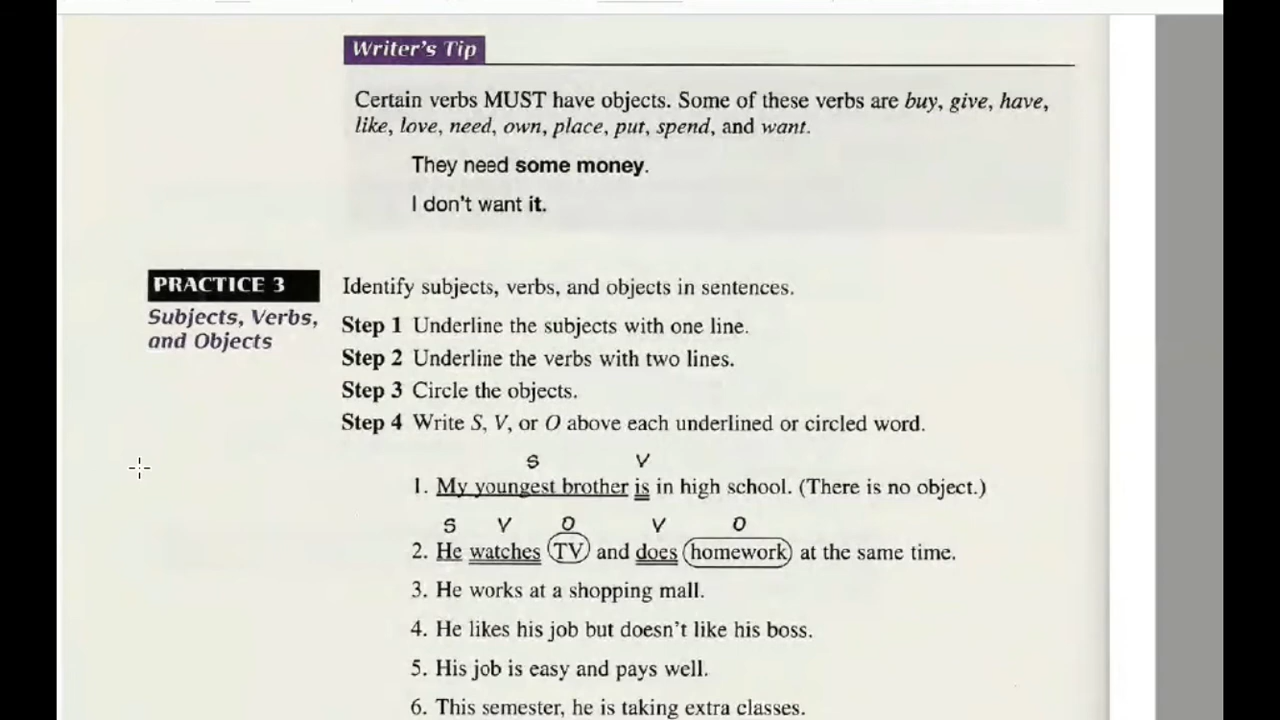 Writer's Tip
Certain verbs MUST have objects. Some of these verbs are buy, give, have,
like, love, need, own, place, put, spend, and want.
They need some money.
I don't want it.
PRACTICE 3
Subjects, Verbs,
and Objects
Identify subjects, verbs, and objects in sentences.
Step 1 Underline the subjects with one line.
Step 2 Underline the verbs with two lines.
Step 3 Circle the objects.
Step 4 Write S, V, or O above each underlined or circled word.
S V
1. My youngest brother is in high school. (There is no object.)
S V O V O
2. He watches TV and does homework at the same time.
3. He works at a shopping mall.
4. He likes his job but doesn't like his boss.
5. His job is easy and pays well.
6. This semester, he is taking extra classes.